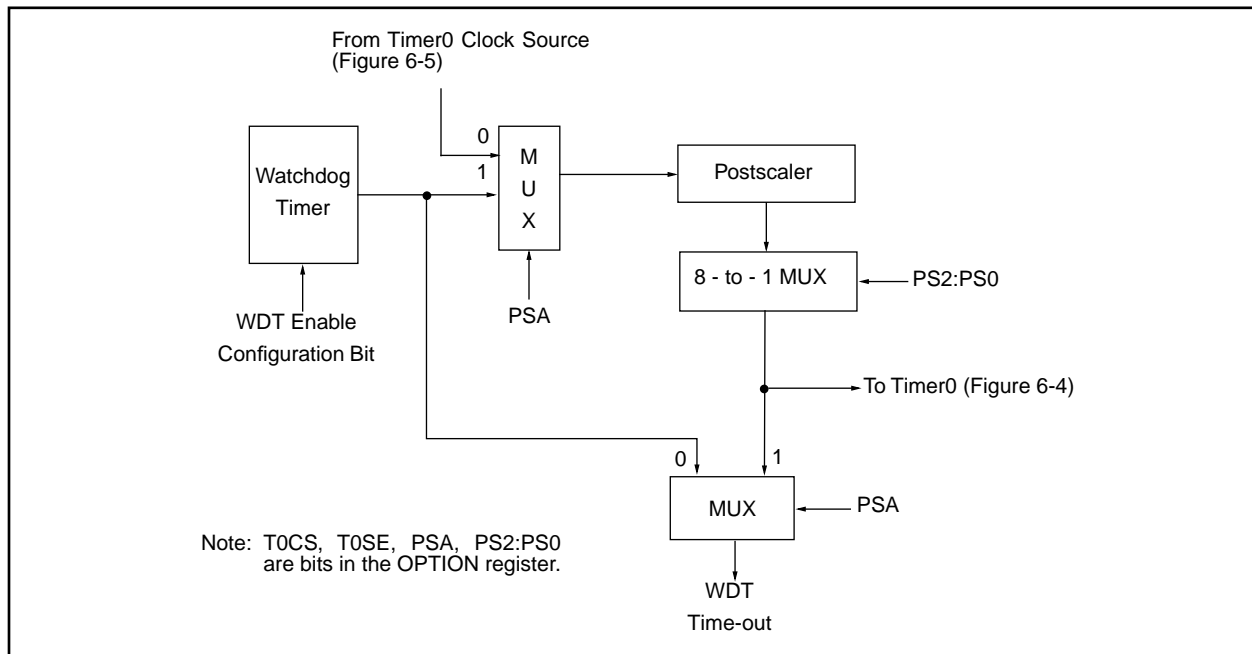 From Timer0 Clock Source
(Figure 6-5)
0
1
M
U
X
Watchdog
Timer
Postscaler
8 - to - 1 MUX
PS2:PS0
PSA
WDT Enable
Configuration Bit
To Timer0 (Figure 6-4)
0
1
MUX
PSA
Note: T0CS, T0SE, PSA, PS2:PS0
are bits in the OPTION register.
WDT
Time-out